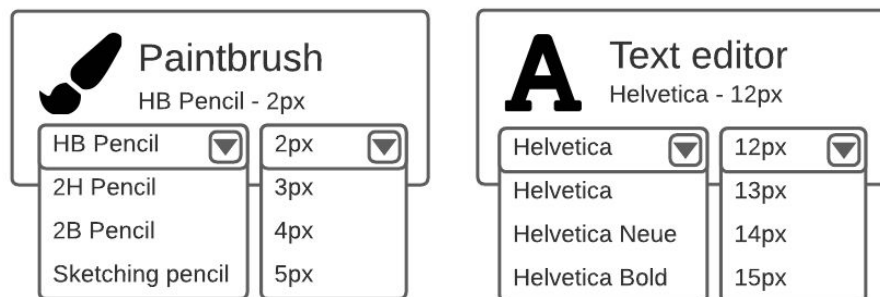 Paintbrush
HB Pencil - 2px
HB Pencil
2px
2H Pencil
3px
2B Pencil
4px
Sketching pencil
5px
A
Text editor
Helvetica - 12px
Helvetica
12px
Helvetica
13px
Helvetica Neue
14px
Helvetica Bold
15px